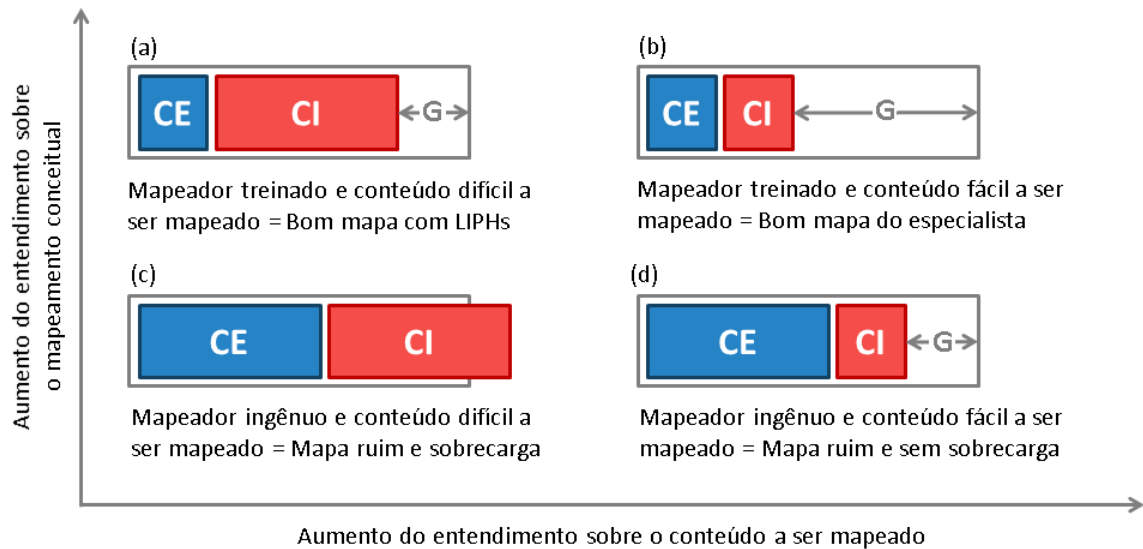 Aumento do entendimento sobre
o mapeamento conceitual
(a)
CE
CI
G
Mapeador treinado e conteúdo difícil a
ser mapeado = Bom mapa com LIPHs
(b)
CE
CI
G
Mapeador treinado e conteúdo fácil a ser
mapeado = Bom mapa do especialista
(c)
CE
CI
Mapeador ingênuo e conteúdo difícil a
ser mapeado = Mapa ruim e sobrecarga
(d)
CE
CI
G
Mapeador ingênuo e conteúdo fácil a ser
mapeado = Mapa ruim e sem sobrecarga
Aumento do entendimento sobre o conteúdo a ser mapeado